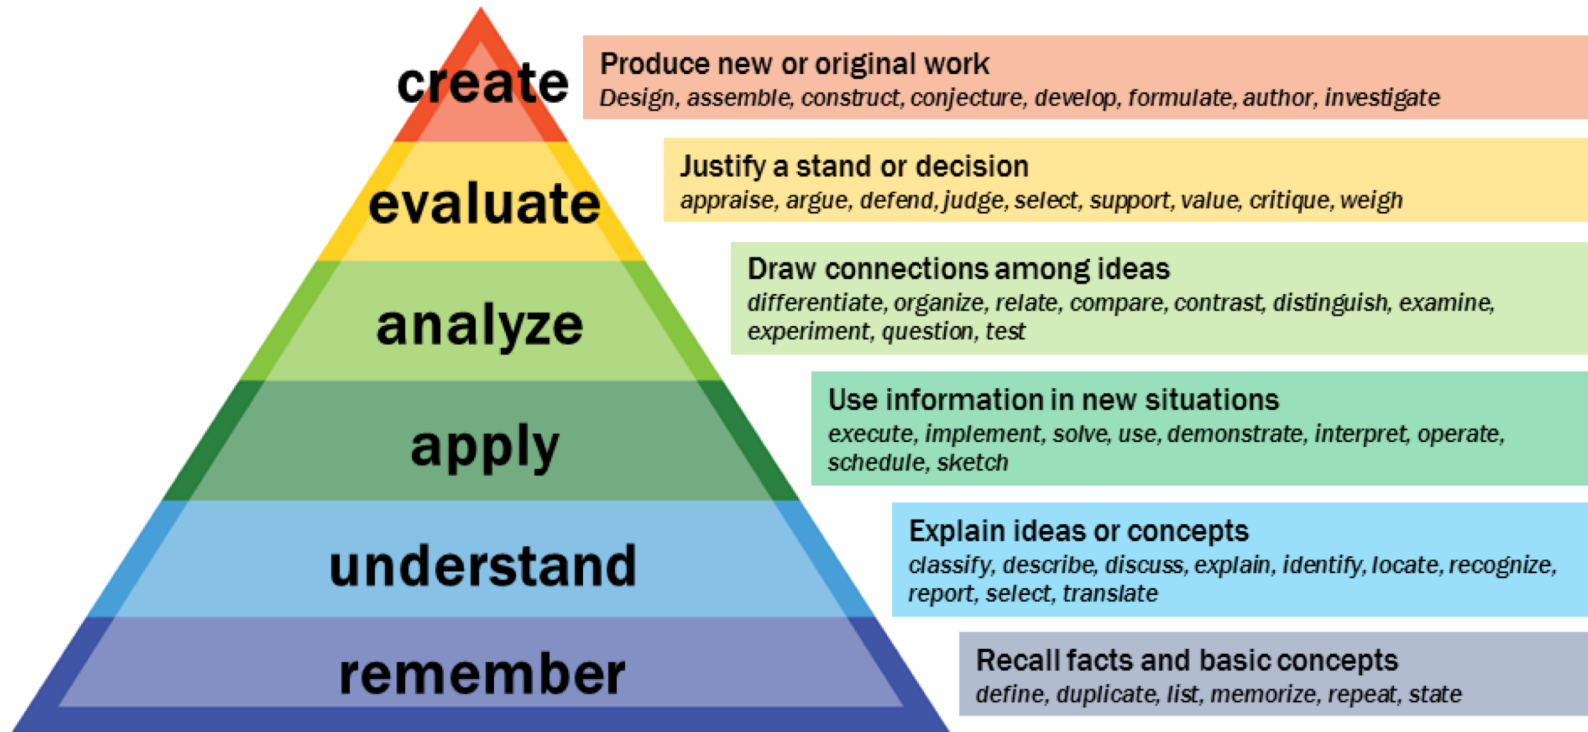 create
Produce new or original work
Design, assemble, construct, conjecture, develop, formulate, author, investigate
evaluate
Justify a stand or decision
appraise, argue, defend, judge, select, support, value, critique, weigh
analyze
Draw connections among ideas
differentiate, organize, relate, compare, contrast, distinguish, examine,
experiment, question, test
apply
Use information in new situations
execute, implement, solve, use, demonstrate, interpret, operate,
schedule, sketch
understand
Explain ideas or concepts
classify, describe, discuss, explain, identify, locate, recognize,
report, select, translate
remember
Recall facts and basic concepts
define, duplicate, list, memorize, repeat, state